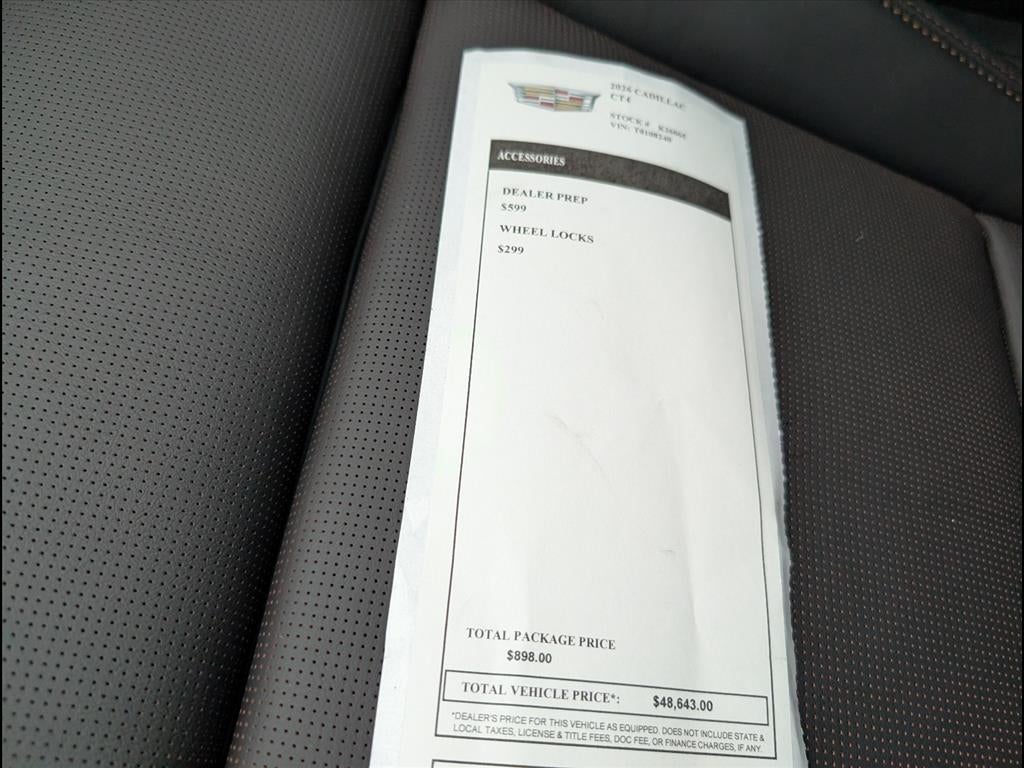 2026 CADILLAC
CT4
STOCK #
VIN: T0108240
ACCESSORIES
DEALER PREP
$599
WHEEL LOCKS
$299
TOTAL PACKAGE PRICE
$898.00
TOTAL VEHICLE PRICE*: $48,643.00
*DEALER'S PRICE FOR THIS VEHICLE AS EQUIPPED. DOES NOT INCLUDE STATE &
LOCAL TAXES, LICENSE & TITLE FEES, DOC FEE, OR FINANCE CHARGES, IF ANY.